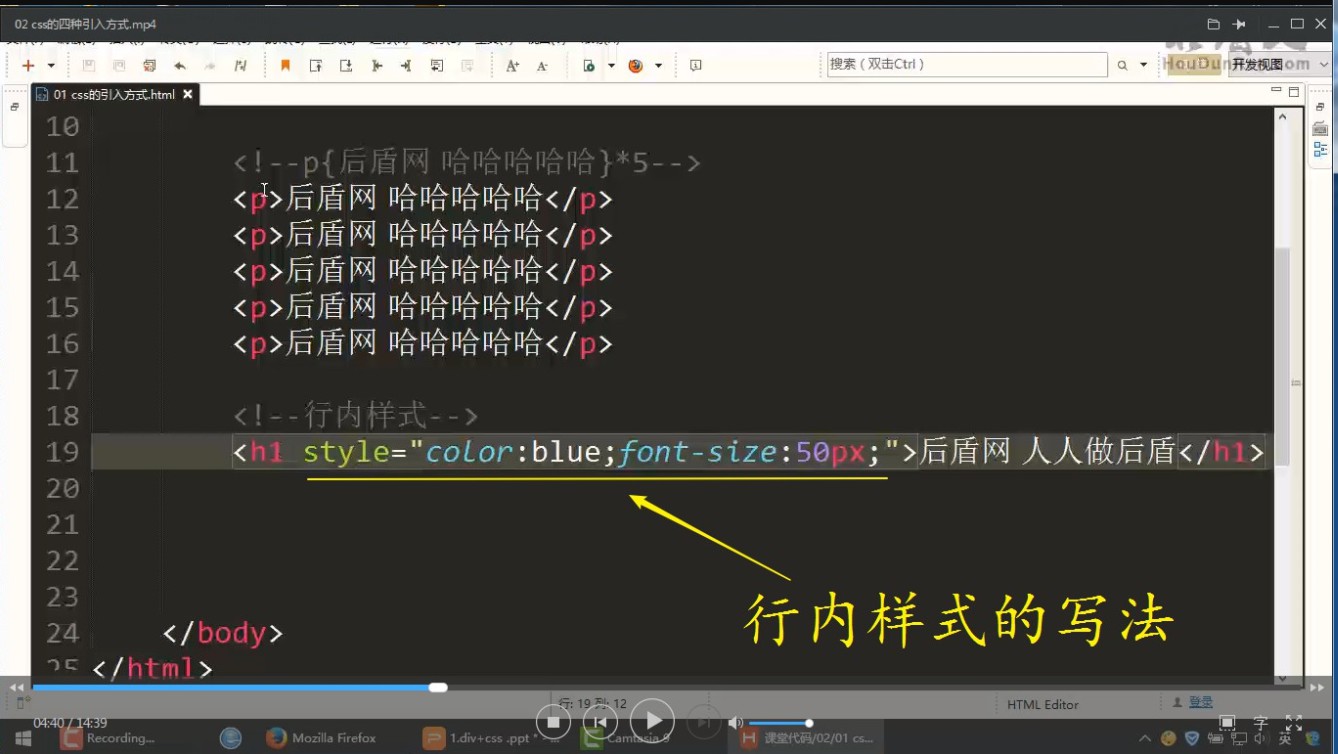 02 css的四种引入方式.mp4
搜索（双击Ctrl）
开发视图
01 css的引入方式.html
10
11 <!--p{后盾网 哈哈哈哈哈}*5-->
12 <p>后盾网 哈哈哈哈哈</p>
13 <p>后盾网 哈哈哈哈哈</p>
14 <p>后盾网 哈哈哈哈哈</p>
15 <p>后盾网 哈哈哈哈哈</p>
16 <p>后盾网 哈哈哈哈哈</p>
17
18 <!--行内样式-->
19 <h1 style="color:blue;font-size:50px;">后盾网 人人做后盾</h1>
20
21
22
23
行内样式的写法
24 </body>
25 </html>
行: 19 列: 12
HTML Editor
登录
04:40 / 14:39
字
Recording...
Mozilla Firefox
1.div+css .ppt *
Camtasia 9
课堂代码/02/01 cs...
英